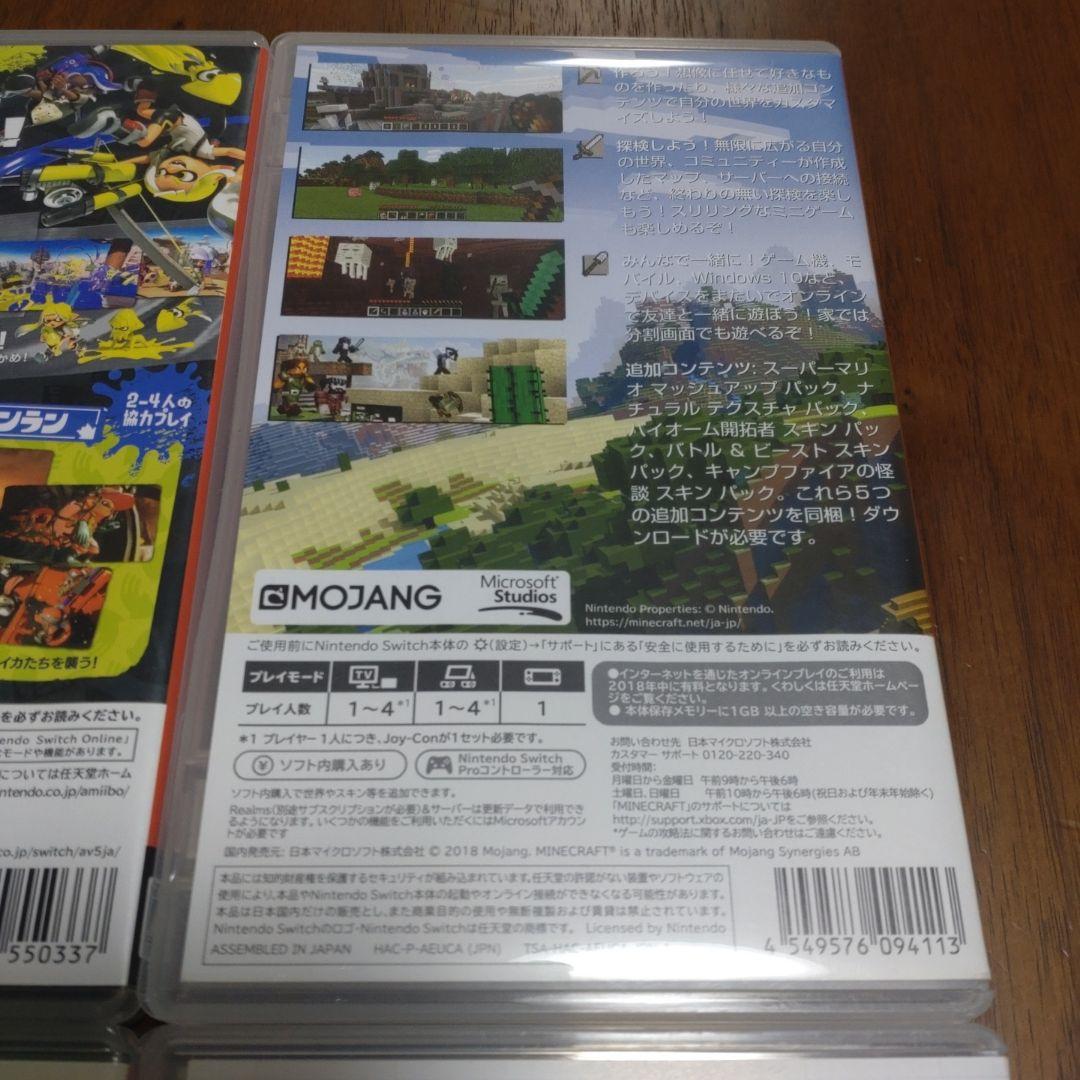 作ろう！想像に任せて好きなも
のを作ったり、様々な追加コン
テンツで自分の世界をカスタマ
イズしよう！
探検しよう！無限に広がる自分
の世界、コミュニティーが作成
したマップ、サーバーへの接続
など、終わりの無い探検を楽し
もう！スリリングなミニゲーム
も楽しめるぞ！
みんなで一緒に！ゲーム機、モ
バイル、Windows 10など、
デバイスをまたいでオンライン
で友達と一緒に遊ぼう！家では
分割画面でも遊べるぞ！
追加コンテンツ: スーパーマリ
オ マッシュアップ パック、ナ
チュラル テクスチャ パック、
バイオーム開拓者 スキン パッ
ク、バトル & ビースト スキン
パック、キャンプファイアの怪
談 スキン パック。これら５つ
の追加コンテンツを同梱！ダウ
ンロードが必要です。
MOJANG
Microsoft
Studios
Nintendo Properties: © Nintendo.
https://minecraft.net/ja-jp/
ご使用前にNintendo Switch本体の(設定)→「サポート」にある「安全に使用するために」を必ずお読みください。
プレイモード TV
プレイ人数 1～4*1 1～4*1 1
*1 プレイヤー1人につき、Joy-Conが1セット必要です。
●インターネットを通じたオンラインプレイのご利用は
2018年中に有料となります。くわしくは任天堂ホームペー
ジをご覧ください。
●本体保存メモリーに1GB 以上の空き容量が必要です。
¥ ソフト内購入あり
Nintendo Switch
Proコントローラー対応
ソフト内購入で世界やスキン等を追加できます。
Realms(別途サブスクリプションが必要)&サーバーは更新データで利用でき
るようになります。いくつかの機能をご利用いただくにはMicrosoftアカウン
トが必要です
お問い合わせ先 日本マイクロソフト株式会社
カスタマー サポート 0120-220-340
受付時間:
月曜日から金曜日 午前9時から午後6時
土曜日、日曜日 午前10時から午後6時(祝日および年末年始除く)
「MINECRAFT」のサポートについては
http://support.xbox.com/ja-JPをご参照ください。
*ゲームの攻略法に関するお問い合わせはご遠慮ください。
国内発売元: 日本マイクロソフト株式会社 © 2018 Mojang. MINECRAFT® is a trademark of Mojang Synergies AB
本品には知的財産権を保護するセキュリティが組み込まれています。任天堂の許諾がない装置やソフトウェアの
使用により、本品やNintendo Switch本体の起動やオンライン接続ができなくなる可能性があります。
本品は日本国内だけの販売とし、また商業目的の使用や無断複製および賃貸は禁止されています。
Nintendo Switchのロゴ・Nintendo Switchは任天堂の商標です。 Licensed by Nintendo
ASSEMBLED IN JAPAN HAC-P-AEUCA (JPN)
4 549576 094113
2-4人の
協力プレイ
ンラン
イカたちを襲う!
を必ずお読みください。
endo Switch Online」
モードや機能があります。
については任天堂ホーム
ntendo.co.jp/amiibo/
co.jp/switch/av5ja/
550337